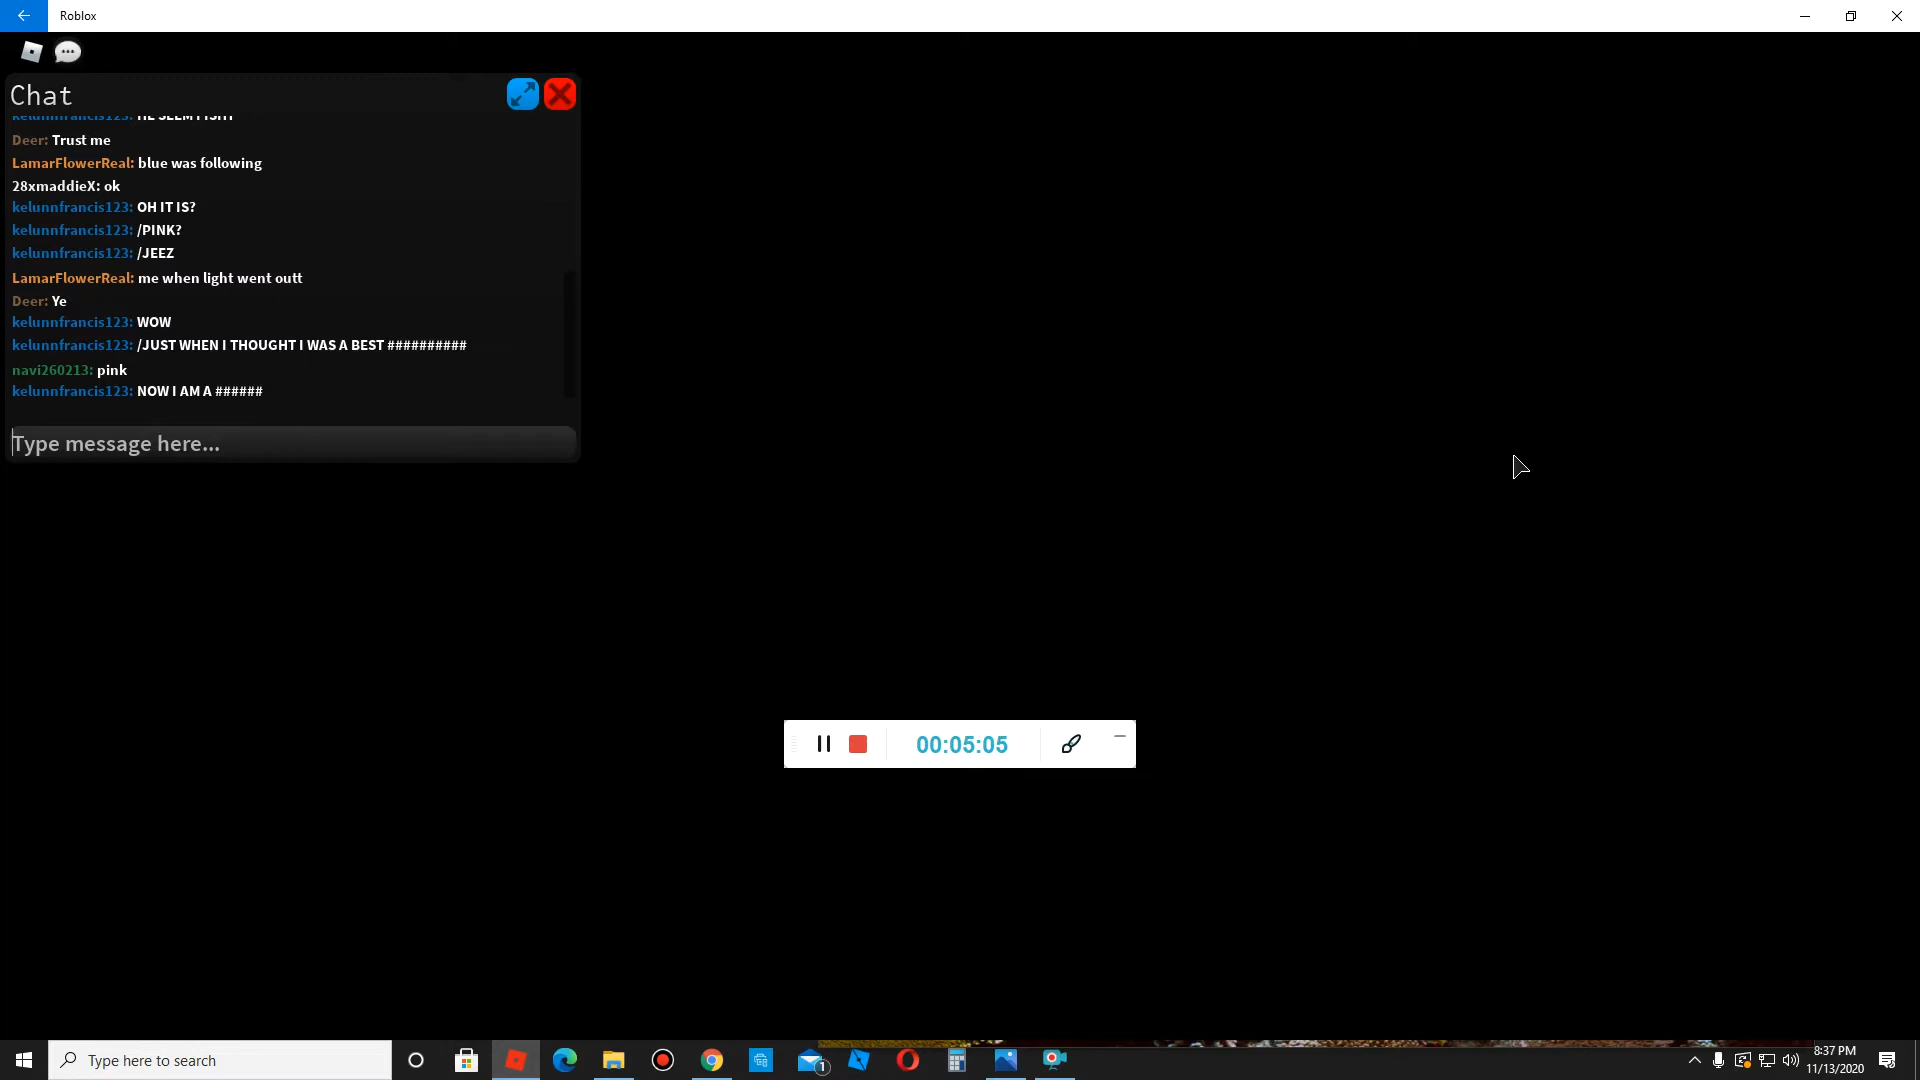 Roblox
Chat
kelunnfrancis123:
Deer: Trust me
LamarFlowerReal: blue was following
28xmaddieX: ok
kelunnfrancis123: OH IT IS?
kelunnfrancis123: /PINK?
kelunnfrancis123: /JEEZ
LamarFlowerReal: me when light went outt
Deer: Ye
kelunnfrancis123: WOW
kelunnfrancis123: /JUST WHEN I THOUGHT I WAS A BEST ##########
navi260213: pink
kelunnfrancis123: NOW I AM A ######
Type message here...
00:05:05
Type here to search
1
8:37 PM
11/13/2020